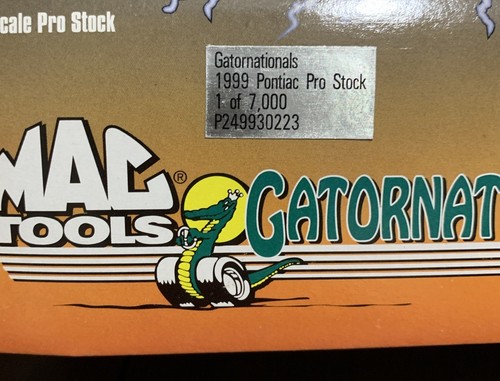 cale Pro Stock
Gatornationals
1999 Pontiac Pro Stock
1 of 7,000
P249930223
MAC ®
TOOLS
GATORNAT